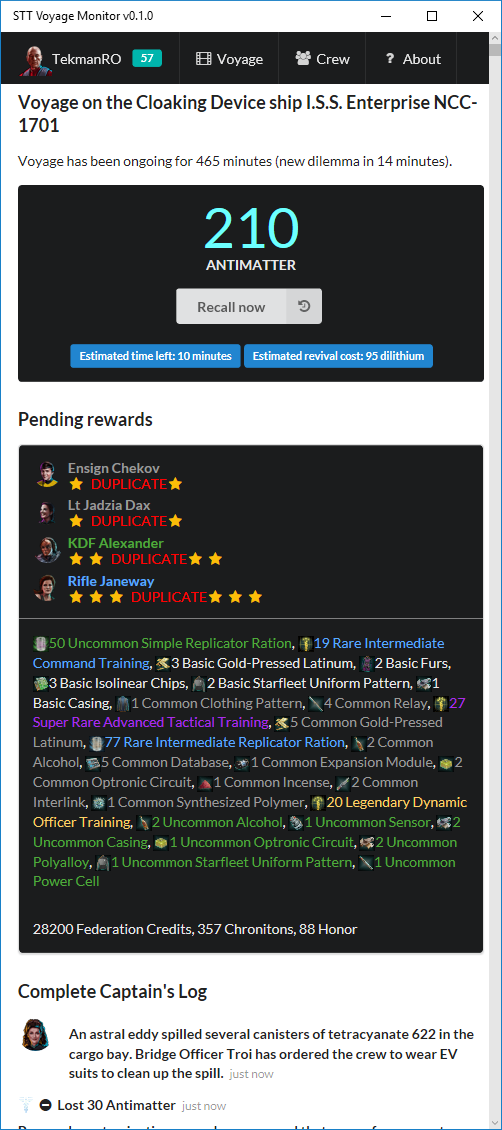 STT Voyage Monitor v0.1.0
TekmanRO 57 Voyage Crew ? About
Voyage on the Cloaking Device ship I.S.S. Enterprise NCC-
1701
Voyage has been ongoing for 465 minutes (new dilemma in 14 minutes).
210
ANTIMATTER
Recall now
Estimated time left: 10 minutes Estimated revival cost: 95 dilithium
Pending rewards
Ensign Chekov
DUPLICATE
Lt Jadzia Dax
DUPLICATE
KDF Alexander
DUPLICATE
Rifle Janeway
DUPLICATE
50 Uncommon Simple Replicator Ration, 19 Rare Intermediate
Command Training, 3 Basic Gold-Pressed Latinum, 2 Basic Furs,
3 Basic Isolinear Chips, 2 Basic Starfleet Uniform Pattern, 1
Basic Casing, 1 Common Clothing Pattern, 4 Common Relay, 27
Super Rare Advanced Tactical Training, 5 Common Gold-Pressed
Latinum, 77 Rare Intermediate Replicator Ration, 2 Common
Alcohol, 5 Common Database, 1 Common Expansion Module, 2
Common Optronic Circuit, 1 Common Incense, 2 Common
Interlink, 1 Common Synthesized Polymer, 20 Legendary Dynamic
Officer Training, 2 Uncommon Alcohol, 1 Uncommon Sensor, 2
Uncommon Casing, 1 Uncommon Optronic Circuit, 2 Uncommon
Polyalloy, 1 Uncommon Starfleet Uniform Pattern, 1 Uncommon
Power Cell
28200 Federation Credits, 357 Chronitons, 88 Honor
Complete Captain's Log
An astral eddy spilled several canisters of tetracyanate 622 in the
cargo bay. Bridge Officer Troi has ordered the crew to wear EV
suits to clean up the spill. just now
Lost 30 Antimatter just now